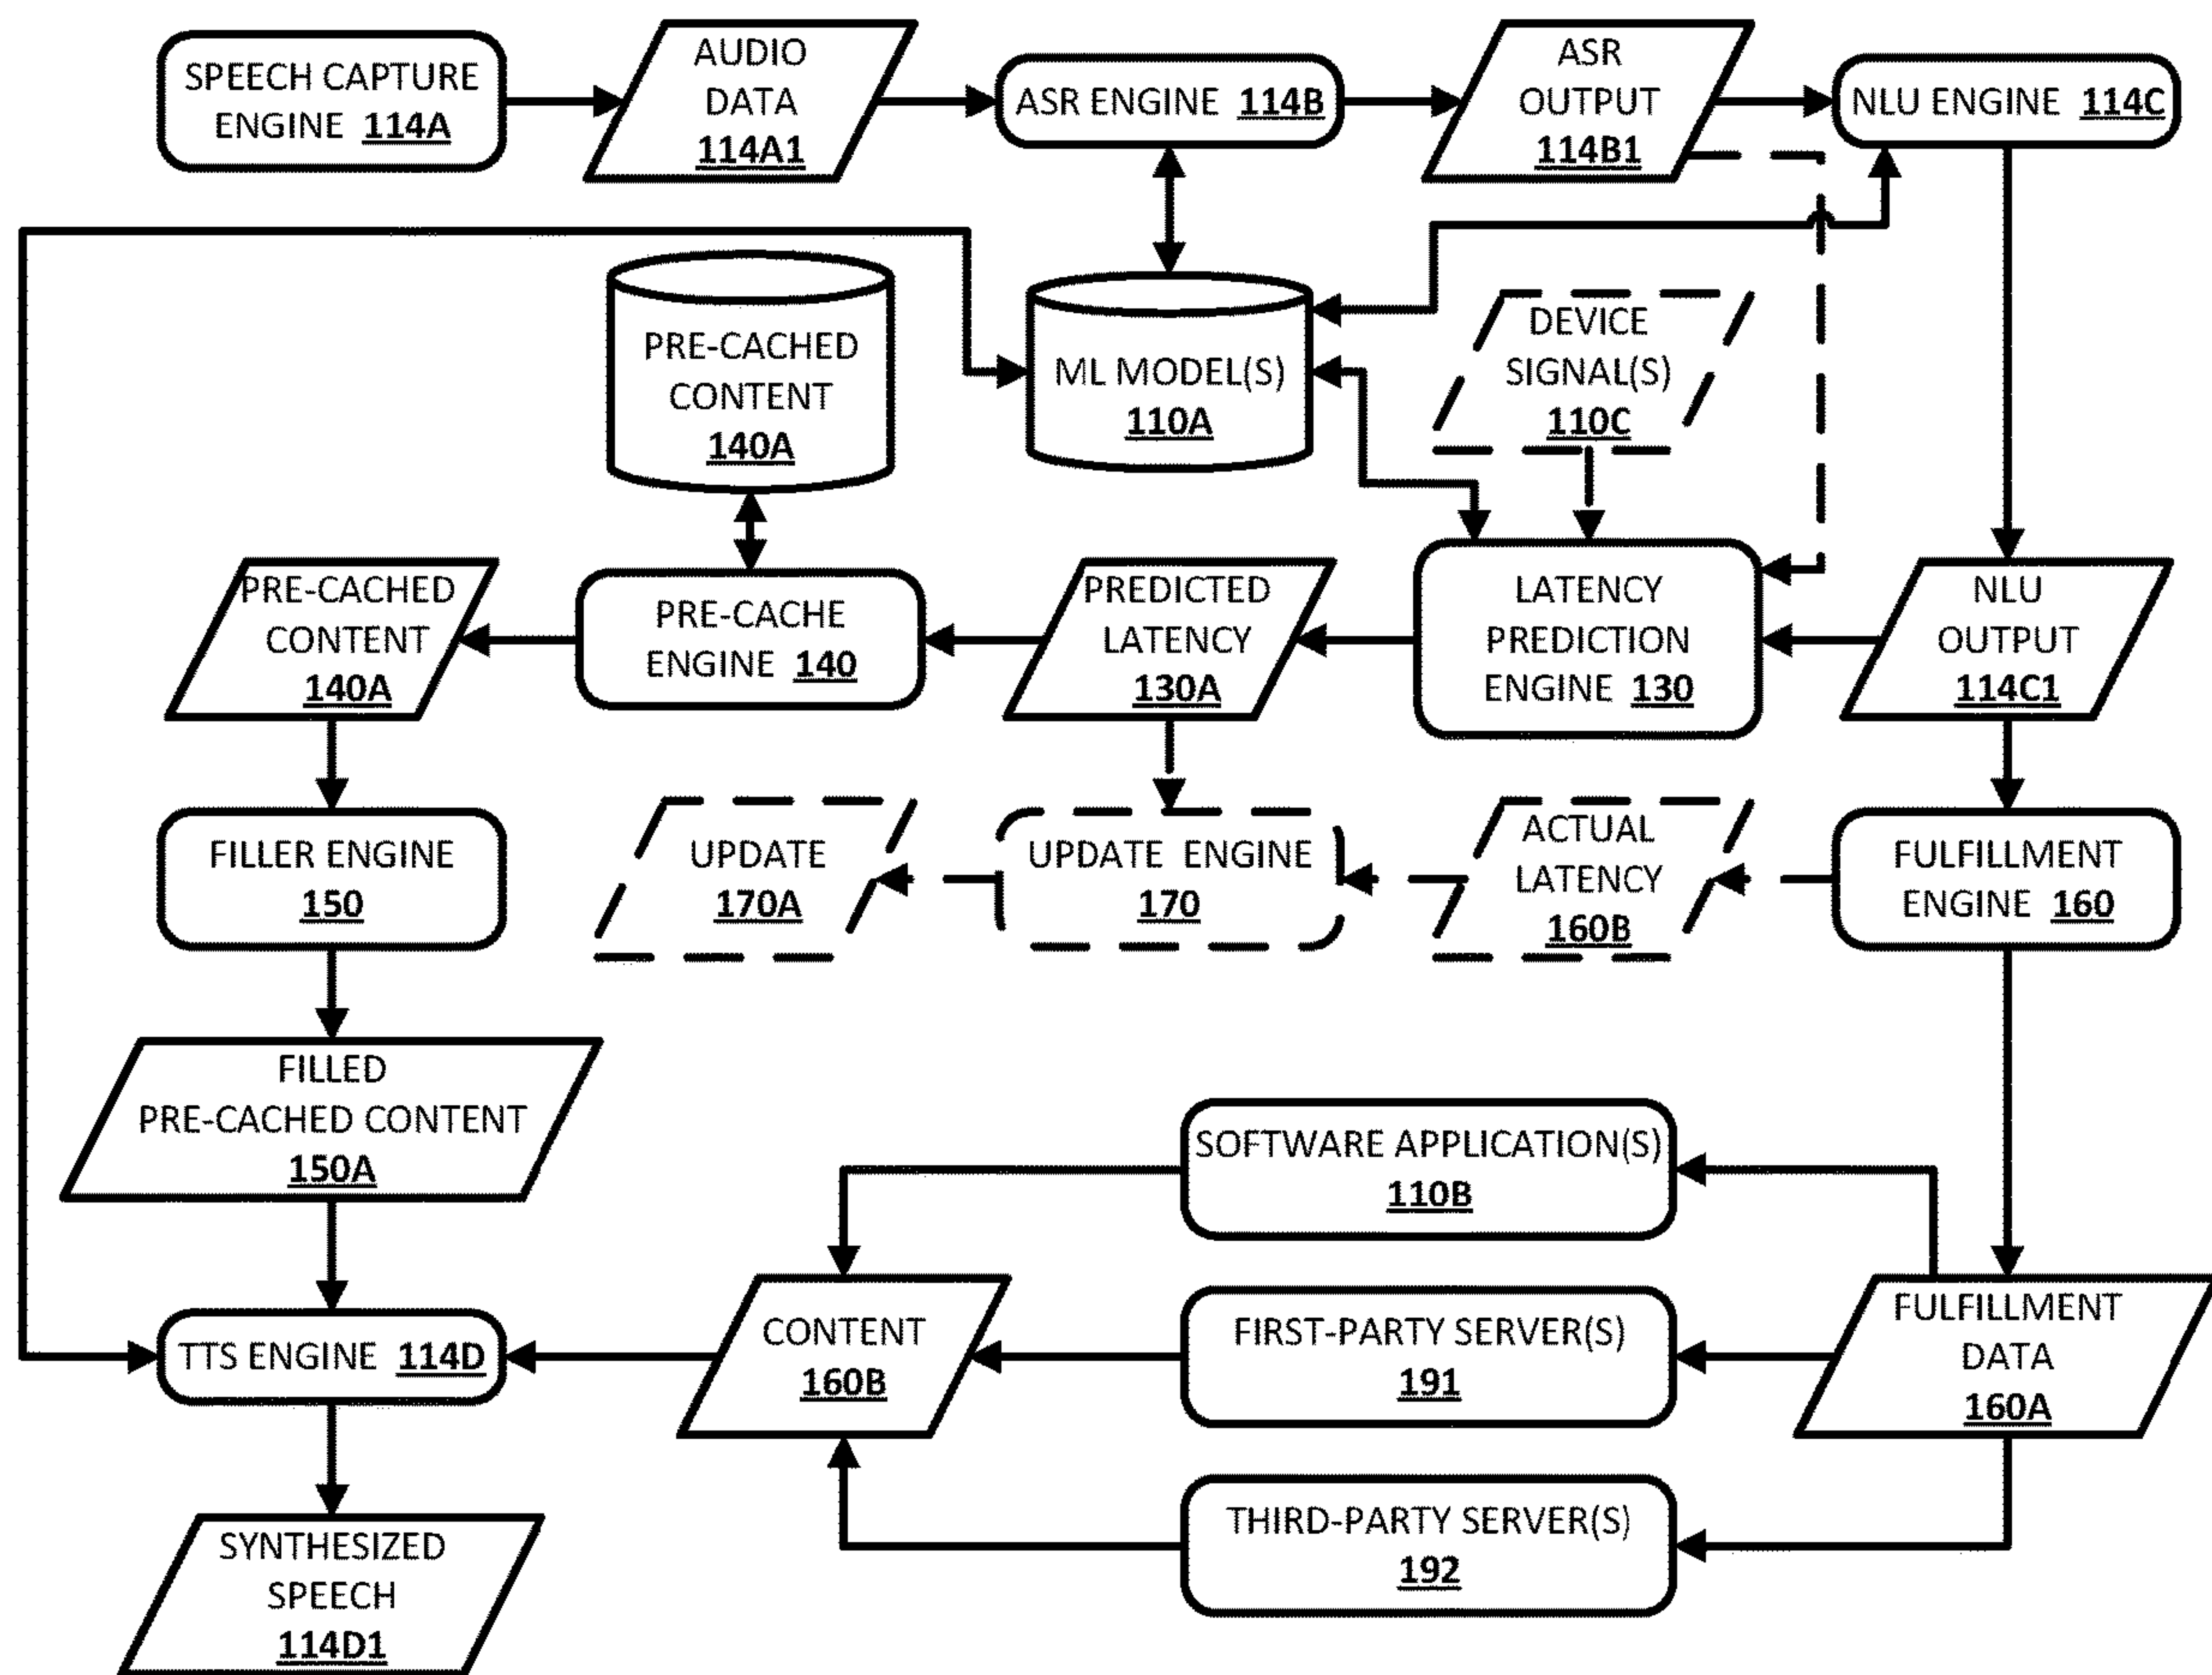 SPEECH CAPTURE
ENGINE 114A
AUDIO
DATA
114A1
ASR ENGINE 114B
ASR
OUTPUT
114B1
NLU ENGINE 114C
PRE-CACHED
CONTENT
140A
ML MODEL(S)
110A
DEVICE
SIGNAL(S)
110C
PRE-CACHED
CONTENT
140A
PRE-CACHE
ENGINE 140
PREDICTED
LATENCY
130A
LATENCY
PREDICTION
ENGINE 130
NLU
OUTPUT
114C1
FILLER ENGINE
150
UPDATE
170A
UPDATE ENGINE
170
ACTUAL
LATENCY
160B
FULFILLMENT
ENGINE 160
FILLED
PRE-CACHED CONTENT
150A
SOFTWARE APPLICATION(S)
110B
TTS ENGINE 114D
CONTENT
160B
FIRST-PARTY SERVER(S)
191
FULFILLMENT
DATA
160A
THIRD-PARTY SERVER(S)
192
SYNTHESIZED
SPEECH
114D1